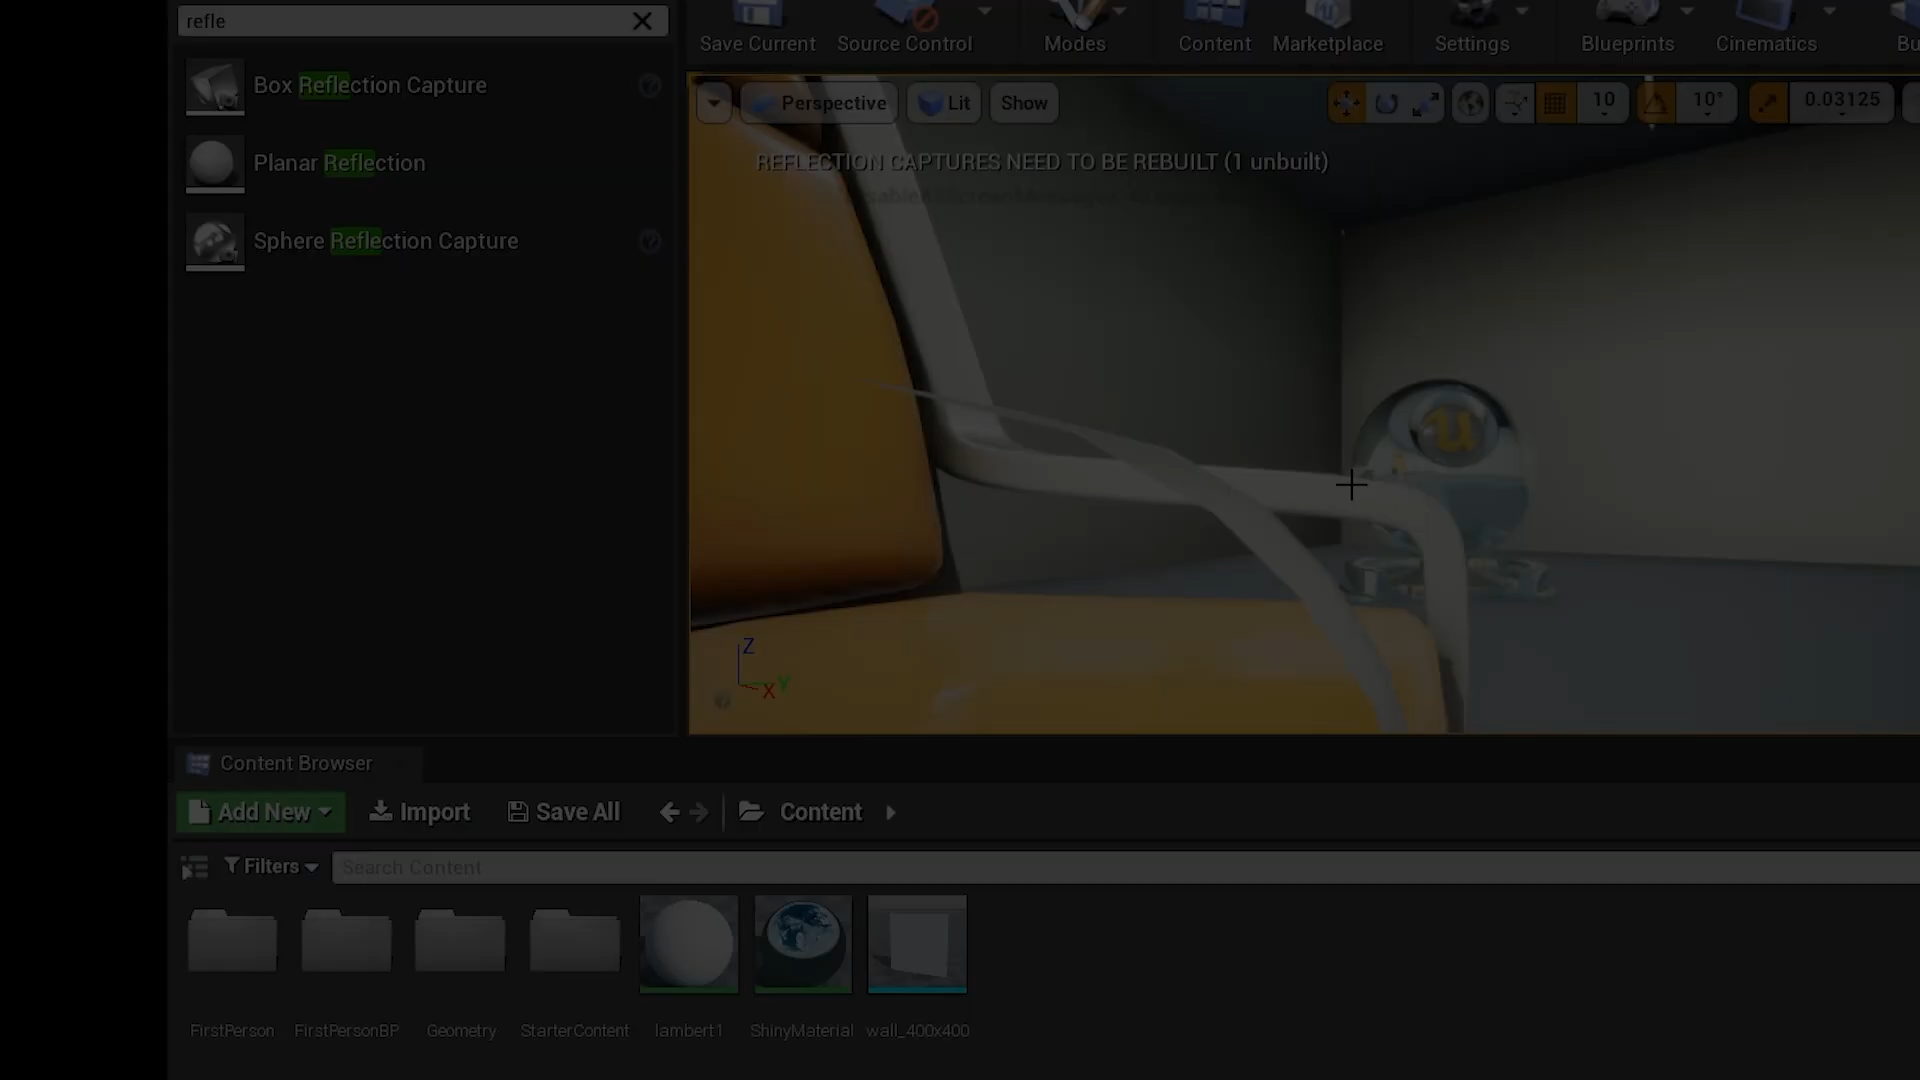 refle
Save Current
Source Control
Modes
Content
Marketplace
Settings
Blueprints
Cinematics
Bu
Box Reflection Capture
Planar Reflection
Sphere Reflection Capture
Perspective
Lit
Show
10
10°
0.03125
REFLECTION CAPTURES NEED TO BE REBUILT (1 unbuilt)
Z
X
Y
Content Browser
Add New
Import
Save All
Content
Filters
Search Content
FirstPerson
FirstPersonBP
Geometry
StarterContent
lambert1
ShinyMaterial
wall_400x400